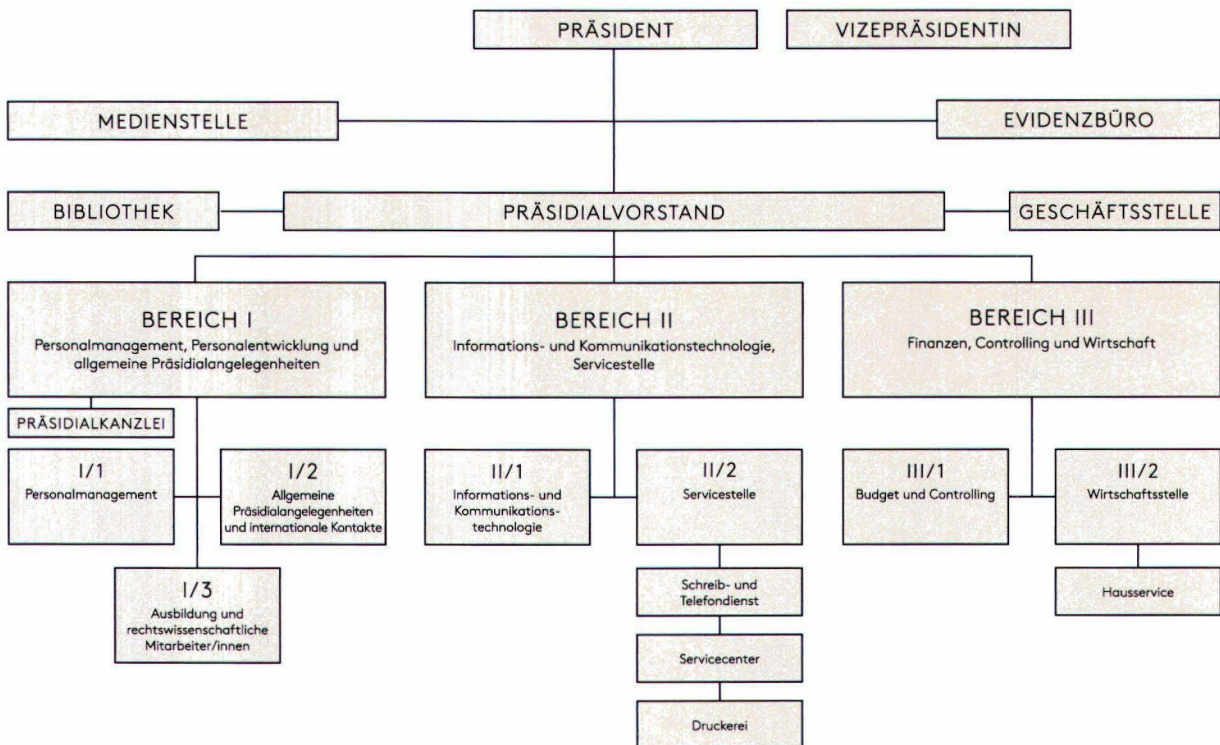 PRÄSIDENT
VIZEPRÄSIDENTIN
MEDIENSTELLE
EVIDENZBÜRO
BIBLIOTHEK
PRÄSIDIALVORSTAND
GESCHÄFTSSTELLE
BEREICH I
Personalmanagement, Personalentwicklung und
allgemeine Präsidialangelegenheiten
BEREICH II
Informations- und Kommunikationstechnologie,
Servicestelle
BEREICH III
Finanzen, Controlling und Wirtschaft
PRÄSIDIALKANZLEI
I/1
Personalmanagement
I/2
Allgemeine
Präsidialangelegenheiten
und internationale Kontakte
I/3
Ausbildung und
rechtswissenschaftliche
Mitarbeiter/innen
II/1
Informations- und
Kommunikations-
technologie
II/2
Servicestelle
Schreib- und
Telefondienst
Servicecenter
Druckerei
III/1
Budget und Controlling
III/2
Wirtschaftsstelle
Hausservice